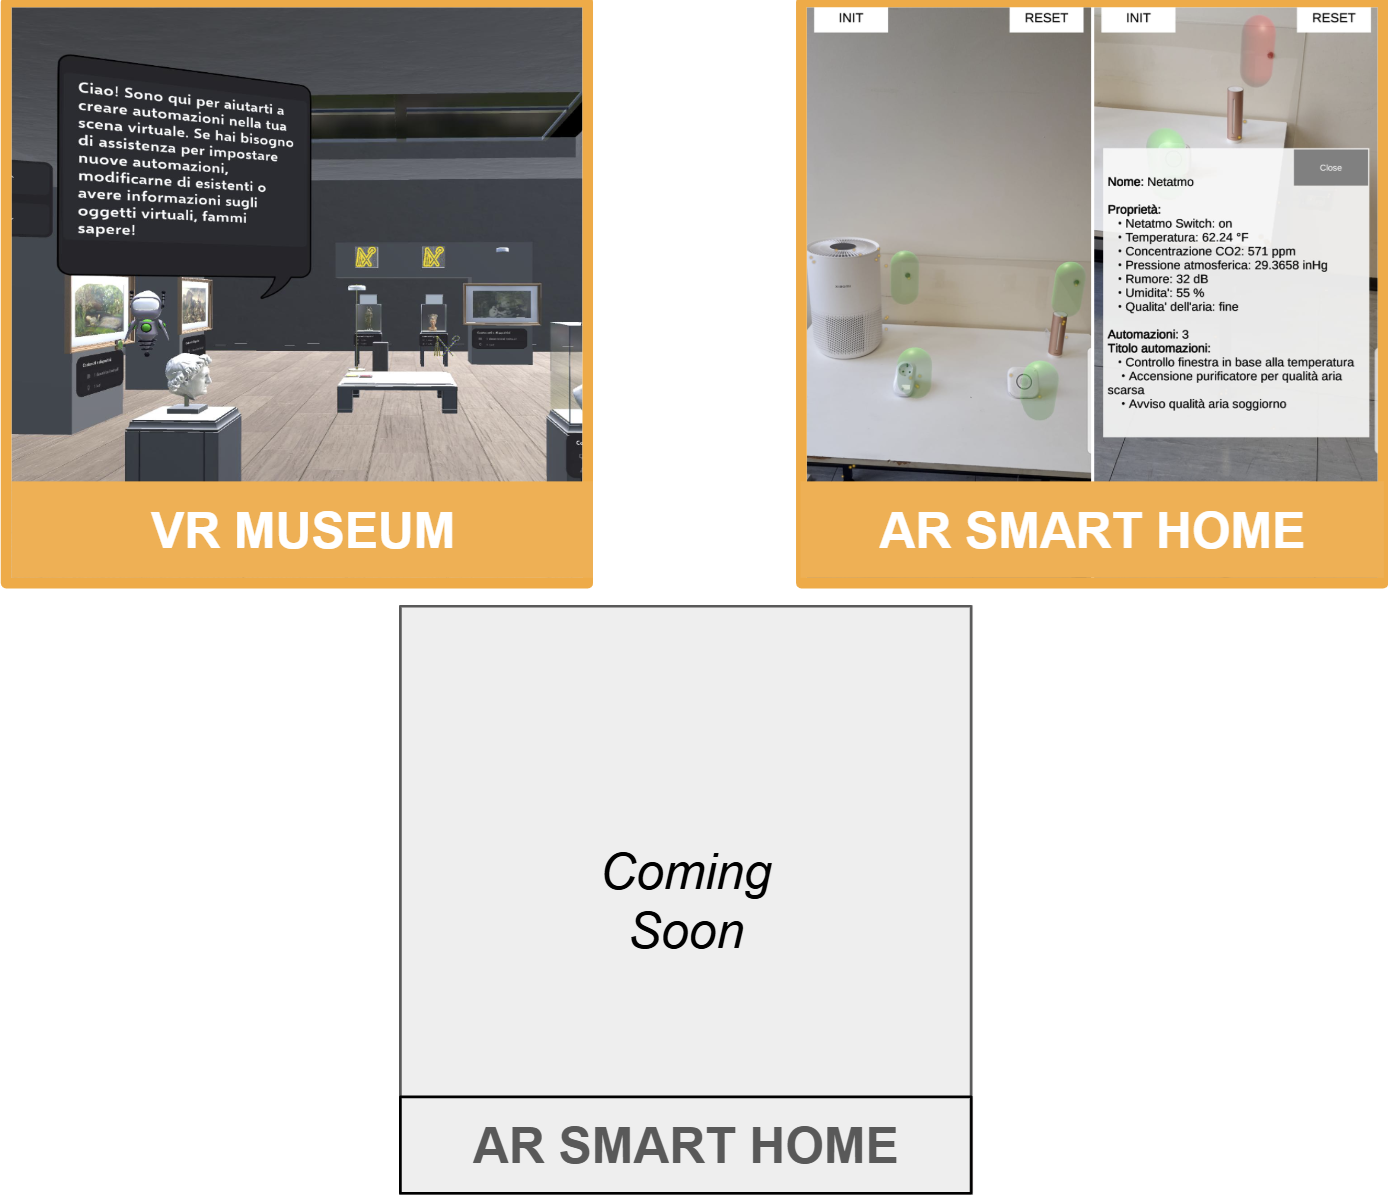 Ciao! Sono qui per aiutarti a
creare automazioni nella tua
scena virtuale. Se hai bisogno
di assistenza per impostare
nuove automazioni,
modificarne di esistenti o
avere informazioni sugli
oggetti virtuali, fammi
sapere!
VR MUSEUM
INIT
RESET
INIT
RESET
Close
Nome: Netatmo
Proprietà:
• Netatmo Switch: on
• Temperatura: 62.24 °F
• Concentrazione CO2: 571 ppm
• Pressione atmosferica: 29.3658 inHg
• Rumore: 32 dB
• Umidita': 55 %
• Qualita' dell'aria: fine
Automazioni: 3
Titolo automazioni:
• Controllo finestra in base alla temperatura
• Accensione purificatore per qualità aria
scarsa
• Avviso qualità aria soggiorno
AR SMART HOME
Coming
Soon
AR SMART HOME